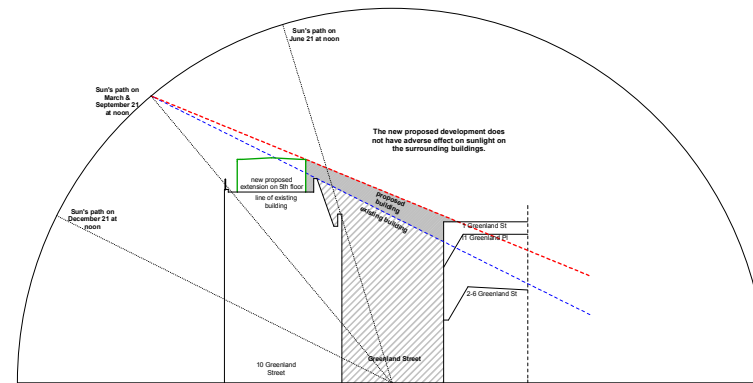 Sun's path on
June 21 at noon
Sun's path on
March &
September 21
at noon
The new proposed development does
not have adverse effect on sunlight on
the surrounding buildings.
new proposed
extension on 5th floor
line of existing
building
proposed
building
existing building
Sun's path on
December 21 at
noon
1 Greenland St
11 Greenland Pl
2-6 Greenland St
Greenland Street
10 Greenland
Street